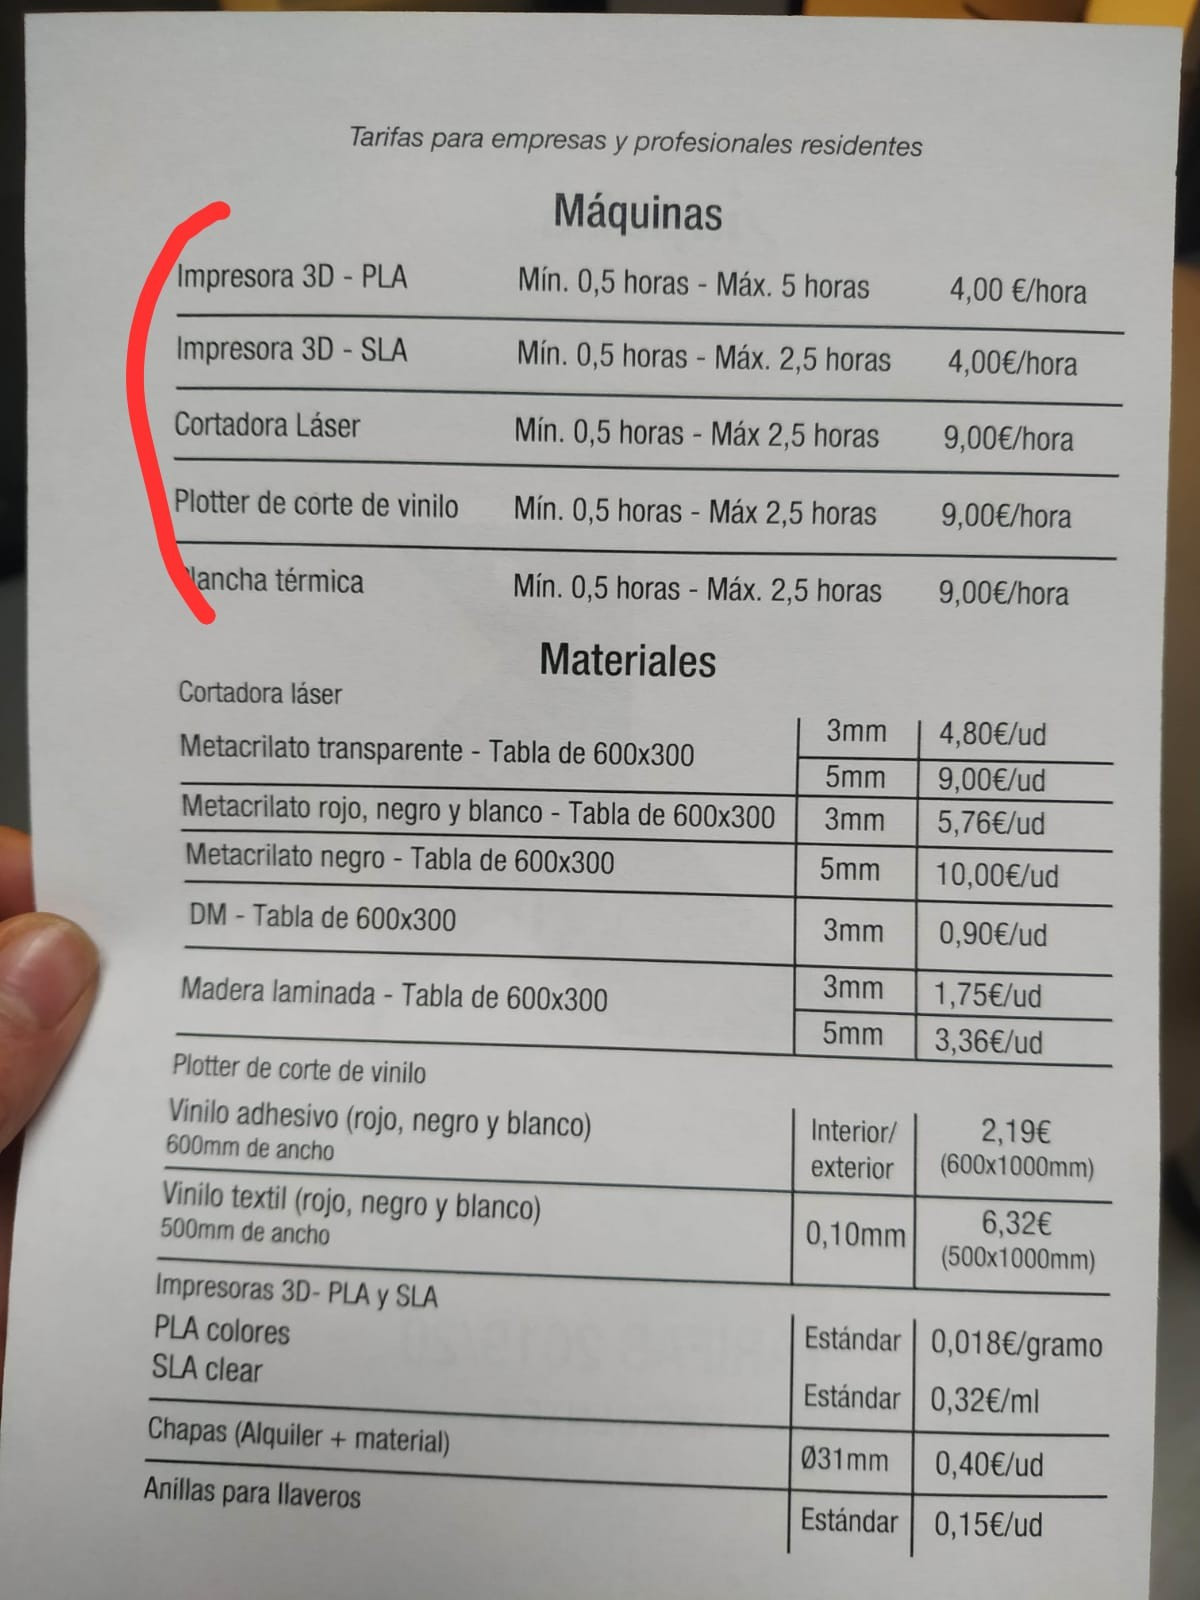 Tarifas para empresas y profesionales residentes
Máquinas
Impresora 3D - PLA Mín. 0,5 horas - Máx. 5 horas 4,00 €/hora
Impresora 3D - SLA Mín. 0,5 horas - Máx. 2,5 horas 4,00€/hora
Cortadora Láser Mín. 0,5 horas - Máx 2,5 horas 9,00€/hora
Plotter de corte de vinilo Mín. 0,5 horas - Máx 2,5 horas 9,00€/hora
Plancha térmica Mín. 0,5 horas - Máx. 2,5 horas 9,00€/hora
Materiales
Cortadora láser
Metacrilato transparente - Tabla de 600x300 3mm 4,80€/ud
5mm 9,00€/ud
Metacrilato rojo, negro y blanco - Tabla de 600x300 3mm 5,76€/ud
Metacrilato negro - Tabla de 600x300 5mm 10,00€/ud
DM - Tabla de 600x300 3mm 0,90€/ud
Madera laminada - Tabla de 600x300 3mm 1,75€/ud
5mm 3,36€/ud
Plotter de corte de vinilo
Vinilo adhesivo (rojo, negro y blanco) Interior/ 2,19€
600mm de ancho exterior (600x1000mm)
Vinilo textil (rojo, negro y blanco) 0,10mm 6,32€
500mm de ancho (500x1000mm)
Impresoras 3D- PLA y SLA
PLA colores Estándar 0,018€/gramo
SLA clear Estándar 0,32€/ml
Chapas (Alquiler + material) Ø31mm 0,40€/ud
Anillas para llaveros Estándar 0,15€/ud